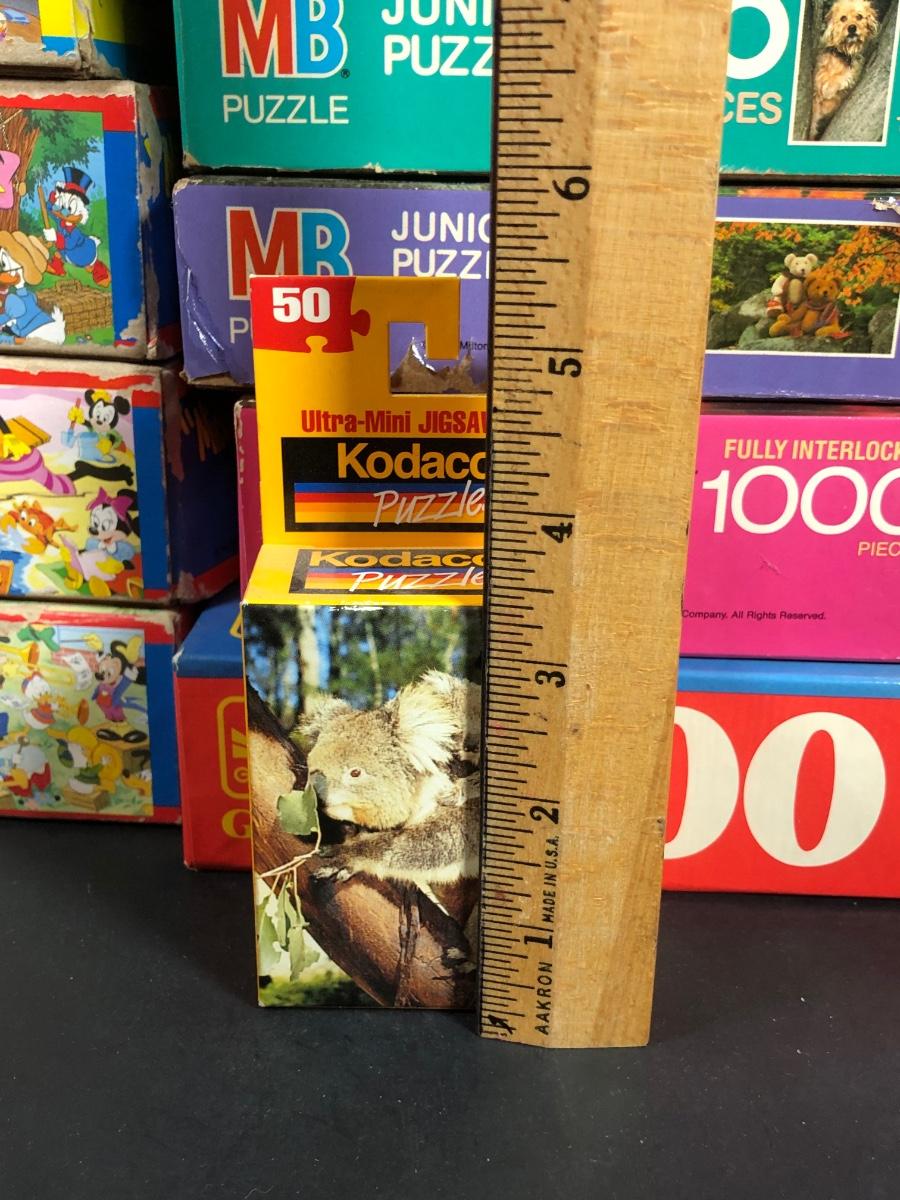 MB
JUNI
PUZZ
PUZZLE
CES
MB
JUNIO
PUZZL
P
Milton
50
Ultra-Mini JIGSAW
Kodaco
Puzzle
Kodaco
Puzzle
FULLY INTERLOCK
1000
PIEC
Company. All Rights Reserved.
G
00
6
5
4
3
2
1
AAKRON MADE IN U.S.A.